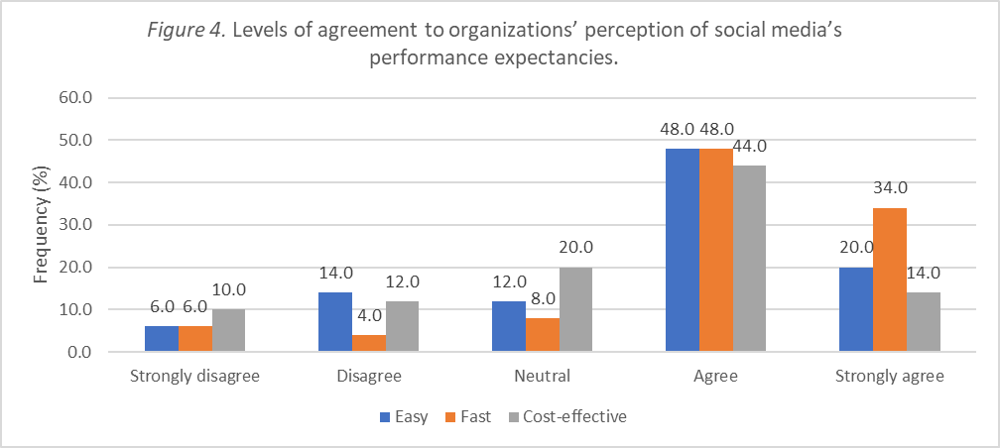 Figure 4. Levels of agreement to organizations’ perception of social media’s
performance expectancies.
60.0
50.0
40.0
30.0
20.0
10.0
0.0
Frequency (%)
6.0 6.0 10.0
14.0 4.0 12.0
12.0 8.0 20.0
48.0 48.0 44.0
20.0 34.0 14.0
Strongly disagree Disagree Neutral Agree Strongly agree
Easy Fast Cost-effective